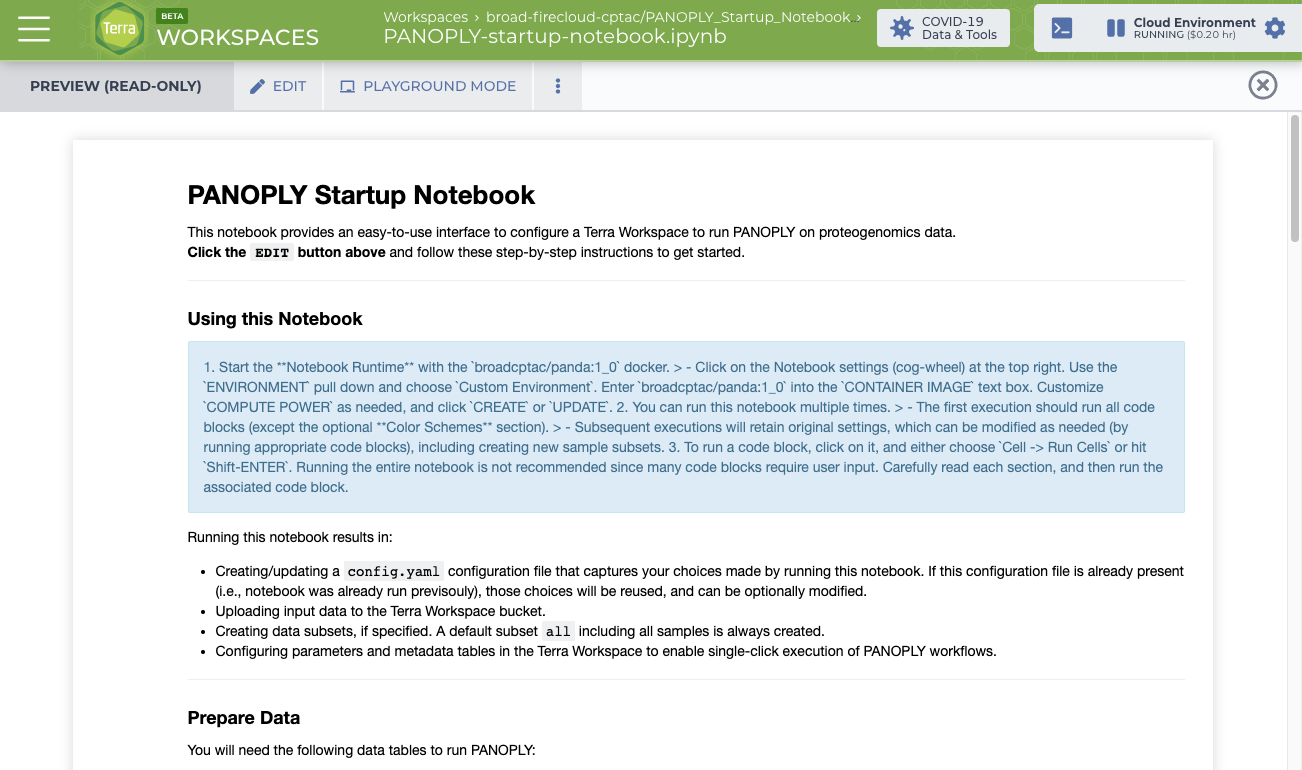 Terra
BETA
WORKSPACES
Workspaces › broad-firecloud-cptac/PANOPLY_Startup_Notebook ›
PANOPLY-startup-notebook.ipynb
COVID-19
Data & Tools
Cloud Environment
RUNNING ($0.20 hr)
PREVIEW (READ-ONLY)
EDIT
PLAYGROUND MODE
PANOPLY Startup Notebook
This notebook provides an easy-to-use interface to configure a Terra Workspace to run PANOPLY on proteogenomics data.
Click the EDIT button above and follow these step-by-step instructions to get started.
Using this Notebook
1. Start the **Notebook Runtime** with the `broadcptac/panda:1_0` docker. > - Click on the Notebook settings (cog-wheel) at the top right. Use the
`ENVIRONMENT` pull down and choose `Custom Environment`. Enter `broadcptac/panda:1_0` into the `CONTAINER IMAGE` text box. Customize
`COMPUTE POWER` as needed, and click `CREATE` or `UPDATE`. 2. You can run this notebook multiple times. > - The first execution should run all code
blocks (except the optional **Color Schemes** section). > - Subsequent executions will retain original settings, which can be modified as needed (by
running appropriate code blocks), including creating new sample subsets. 3. To run a code block, click on it, and either choose `Cell -> Run Cells` or hit
`Shift-ENTER`. Running the entire notebook is not recommended since many code blocks require user input. Carefully read each section, and then run the
associated code block.
Running this notebook results in:
• Creating/updating a config.yaml configuration file that captures your choices made by running this notebook. If this configuration file is already present
(i.e., notebook was already run previsouly), those choices will be reused, and can be optionally modified.
• Uploading input data to the Terra Workspace bucket.
• Creating data subsets, if specified. A default subset all including all samples is always created.
• Configuring parameters and metadata tables in the Terra Workspace to enable single-click execution of PANOPLY workflows.
Prepare Data
You will need the following data tables to run PANOPLY: